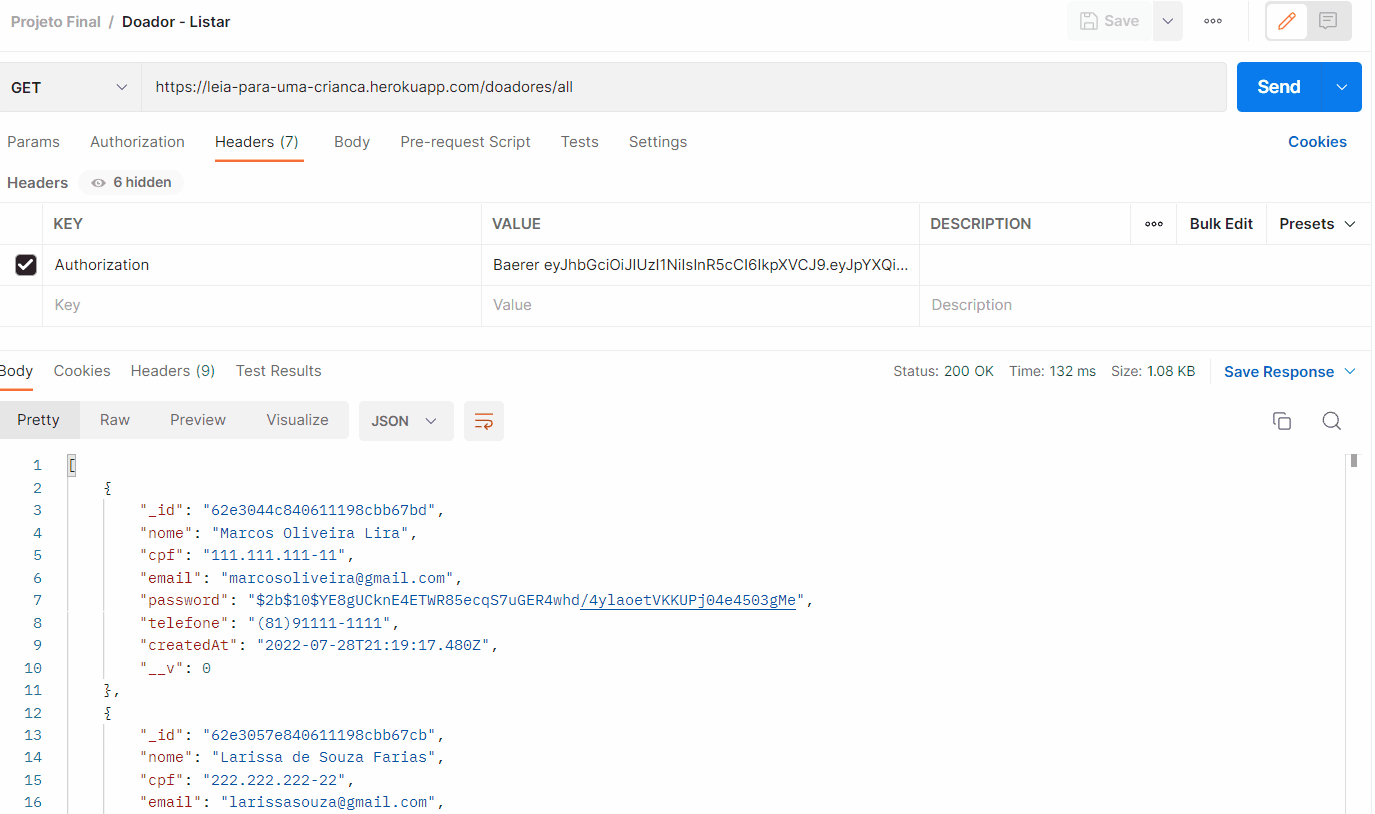 Projeto Final / Doador - Listar
Save
GET
https://leia-para-uma-crianca.herokuapp.com/doadores/all
Send
Params Authorization Headers (7) Body Pre-request Script Tests Settings Cookies
Headers 6 hidden
KEY VALUE DESCRIPTION Bulk Edit Presets
Authorization Baerer eyJhbGciOiJIUzI1NiIsInR5cCI6IkpXVCJ9.eyJpYXQi...
Key Value Description
Body Cookies Headers (9) Test Results Status: 200 OK Time: 132 ms Size: 1.08 KB Save Response
Pretty Raw Preview Visualize JSON
1 [
2 {
3 "_id": "62e3044c840611198cbb67bd",
4 "nome": "Marcos Oliveira Lira",
5 "cpf": "111.111.111-11",
6 "email": "marcosoliveira@gmail.com",
7 "password": "$2b$10$YE8gUCknE4ETWR85ecqS7uGER4whd/4ylaoetVKKUPj04e4503gMe",
8 "telefone": "(81)91111-1111",
9 "createdAt": "2022-07-28T21:19:17.480Z",
10 "__v": 0
11 },
12 {
13 "_id": "62e3057e840611198cbb67cb",
14 "nome": "Larissa de Souza Farias",
15 "cpf": "222.222.222-22",
16 "email": "larissasouza@gmail.com",